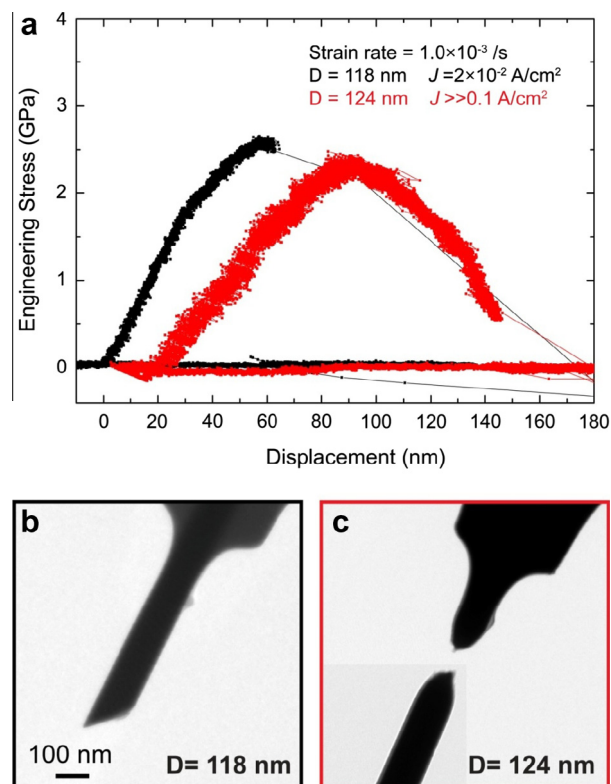 a
4
3
2
1
0
Engineering Stress (GPa)
Strain rate = 1.0×10⁻³ /s
D = 118 nm J =2×10⁻² A/cm²
D = 124 nm J >>0.1 A/cm²
0 20 40 60 80 100 120 140 160 180
Displacement (nm)
b
100 nm
D= 118 nm
c
D= 124 nm